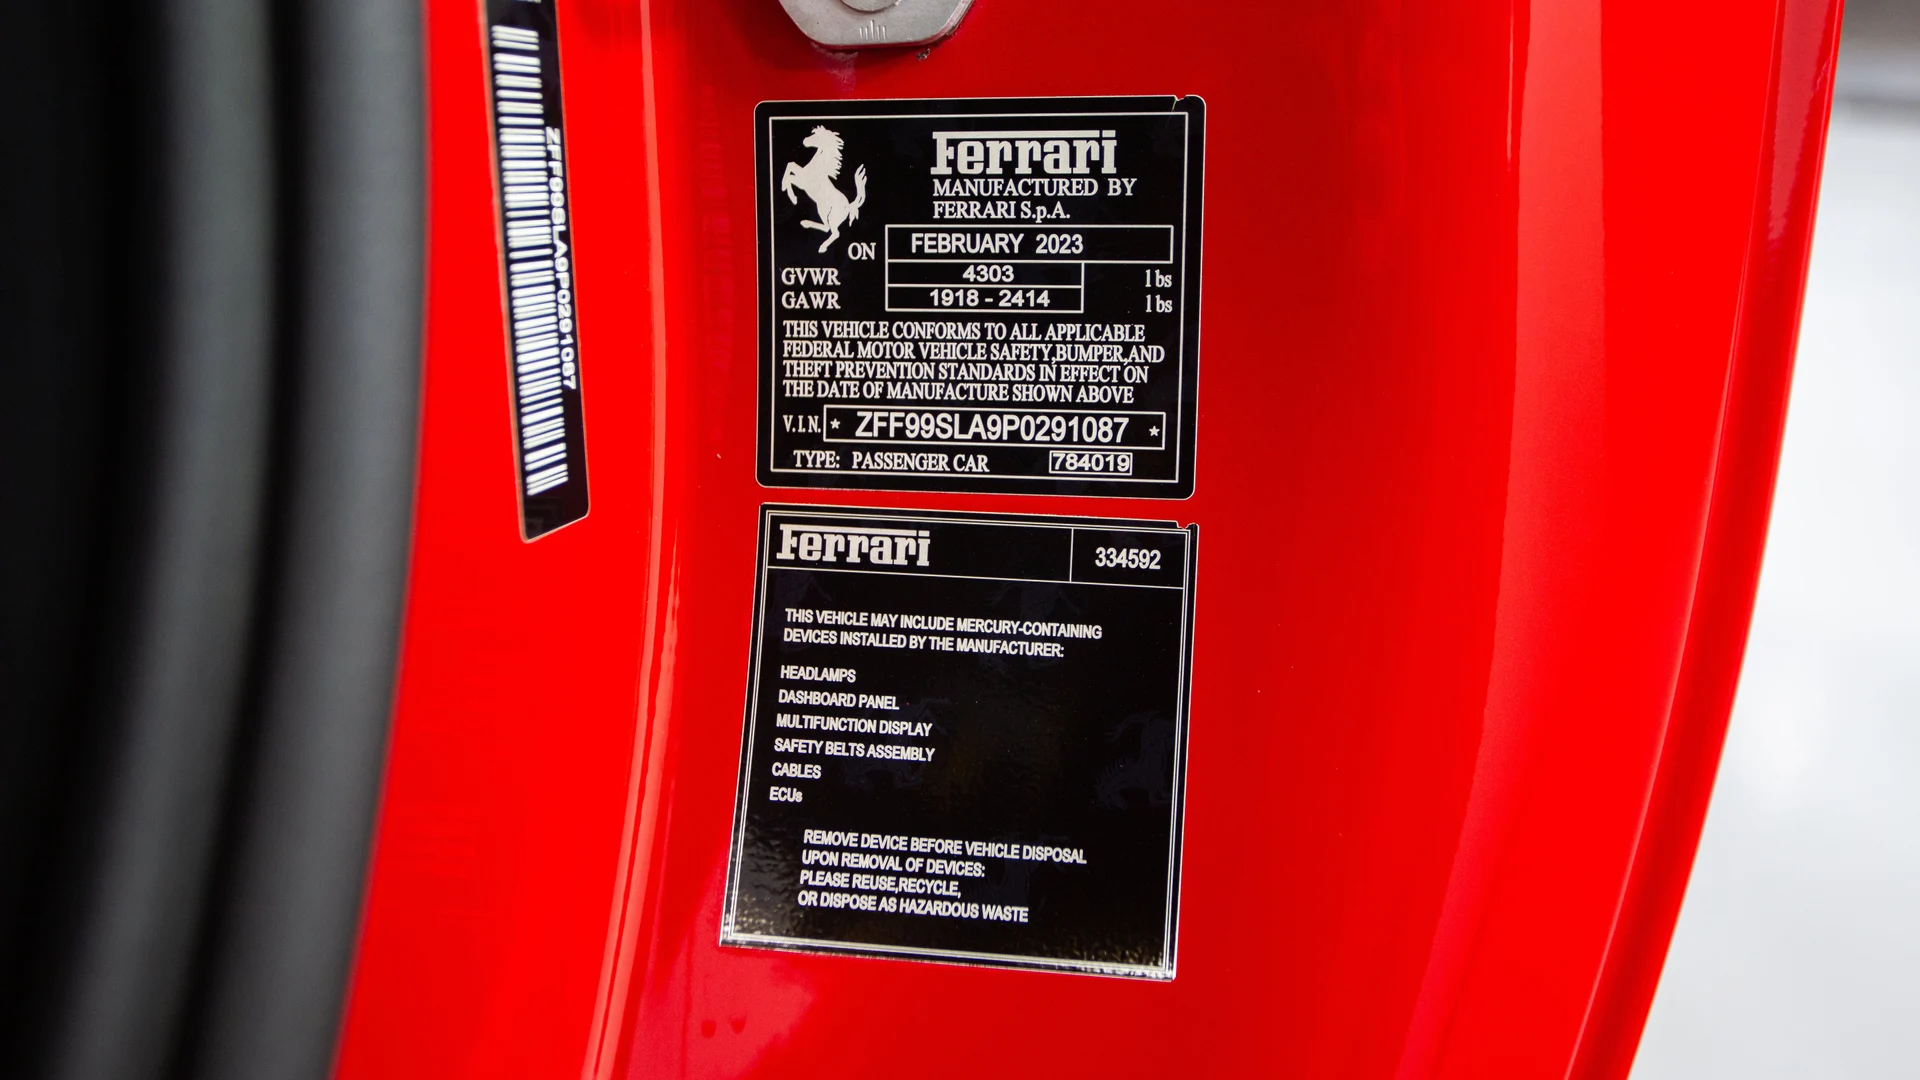 ZFF99SLA9P0291087
Ferrari
MANUFACTURED BY
FERRARI S.p.A.
ON FEBRUARY 2023
GVWR 4303 lbs
GAWR 1918 - 2414 lbs
THIS VEHICLE CONFORMS TO ALL APPLICABLE
FEDERAL MOTOR VEHICLE SAFETY,BUMPER,AND
THEFT PREVENTION STANDARDS IN EFFECT ON
THE DATE OF MANUFACTURE SHOWN ABOVE
V.I.N. * ZFF99SLA9P0291087 *
TYPE: PASSENGER CAR 784019
Ferrari 334592
THIS VEHICLE MAY INCLUDE MERCURY-CONTAINING
DEVICES INSTALLED BY THE MANUFACTURER:
HEADLAMPS
DASHBOARD PANEL
MULTIFUNCTION DISPLAY
SAFETY BELTS ASSEMBLY
CABLES
ECUs
REMOVE DEVICE BEFORE VEHICLE DISPOSAL
UPON REMOVAL OF DEVICES:
PLEASE REUSE,RECYCLE,
OR DISPOSE AS HAZARDOUS WASTE